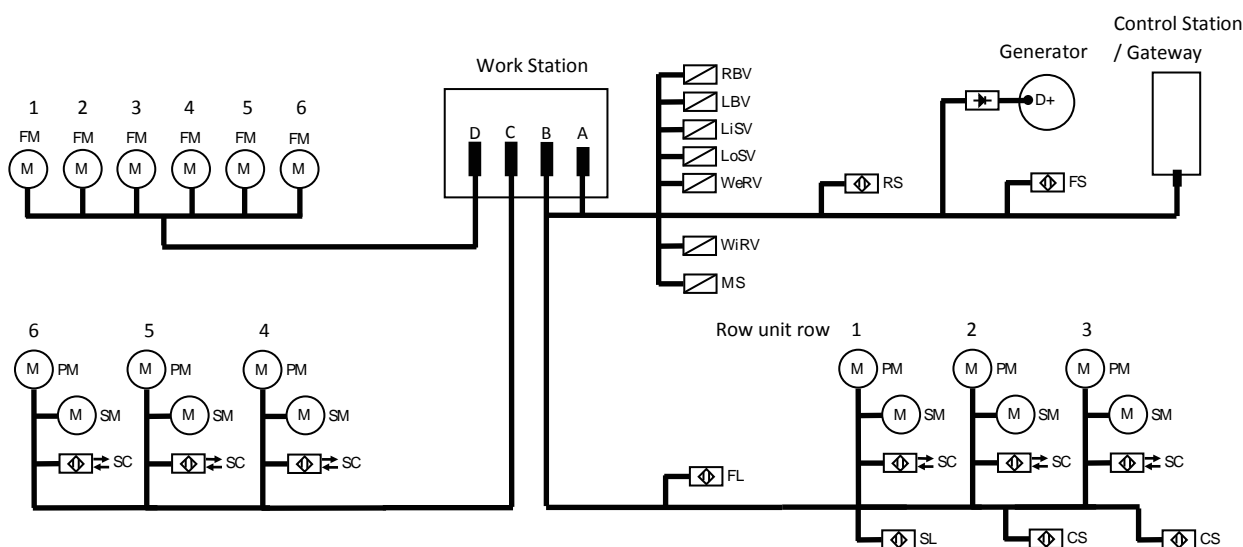 Control Station
/ Gateway
Generator
Work Station
1 2 3 4 5 6
FM FM FM FM FM FM
M M M M M M
D C B A
RBV
LBV
LiSV
LoSV
WeRV
WiRV
MS
RS
D+
FS
6 5 4
M PM M PM M PM
M SM M SM M SM
SC SC SC
Row unit row 1 2 3
M PM M PM M PM
M SM M SM M SM
SC SC SC
FL
SL CS CS